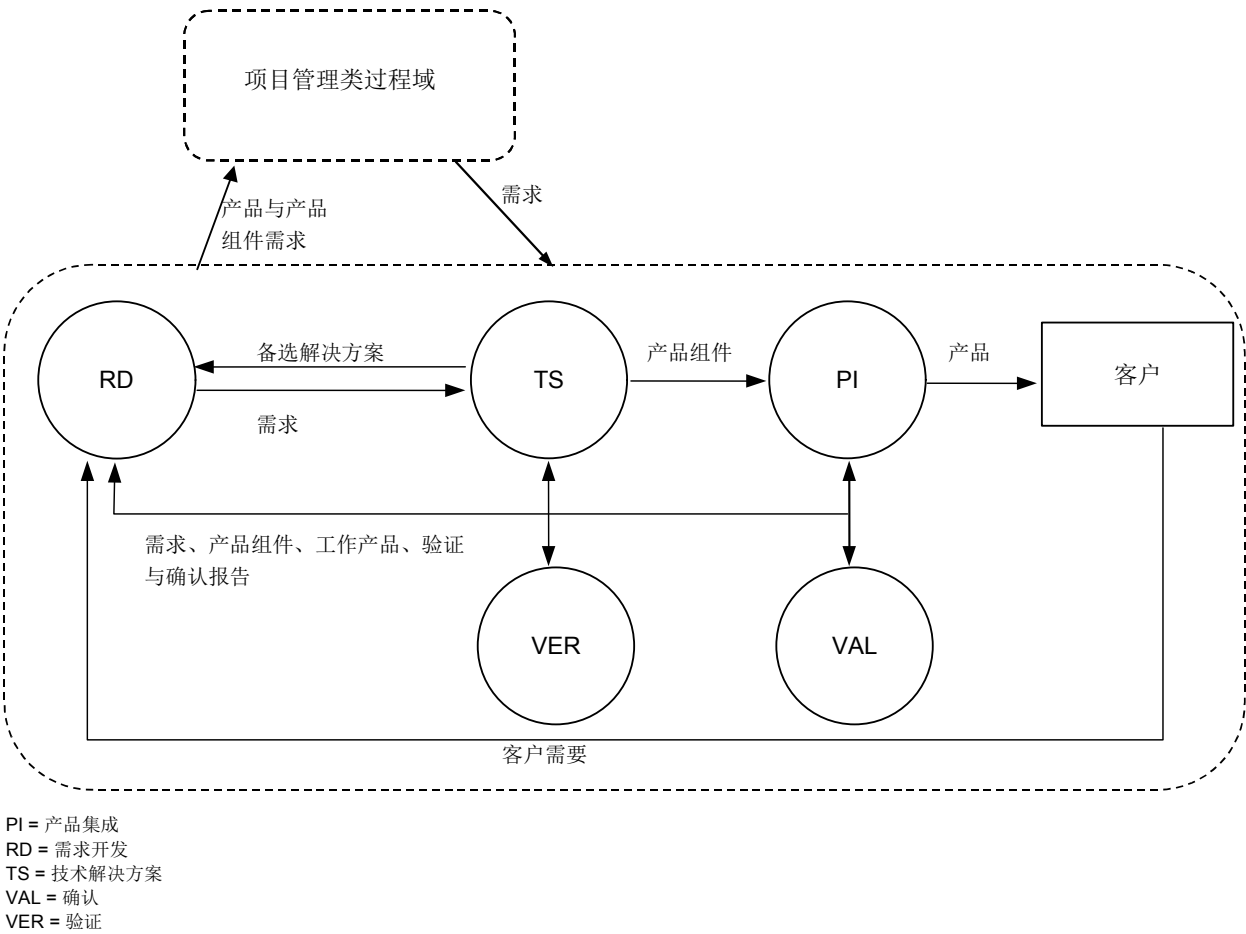 项目管理类过程域
需求
产品与产品
组件需求
RD
备选解决方案
需求
TS
产品组件
PI
产品
客户
需求、产品组件、工作产品、验证
与确认报告
VER
VAL
客户需要
PI = 产品集成
RD = 需求开发
TS = 技术解决方案
VAL = 确认
VER = 验证